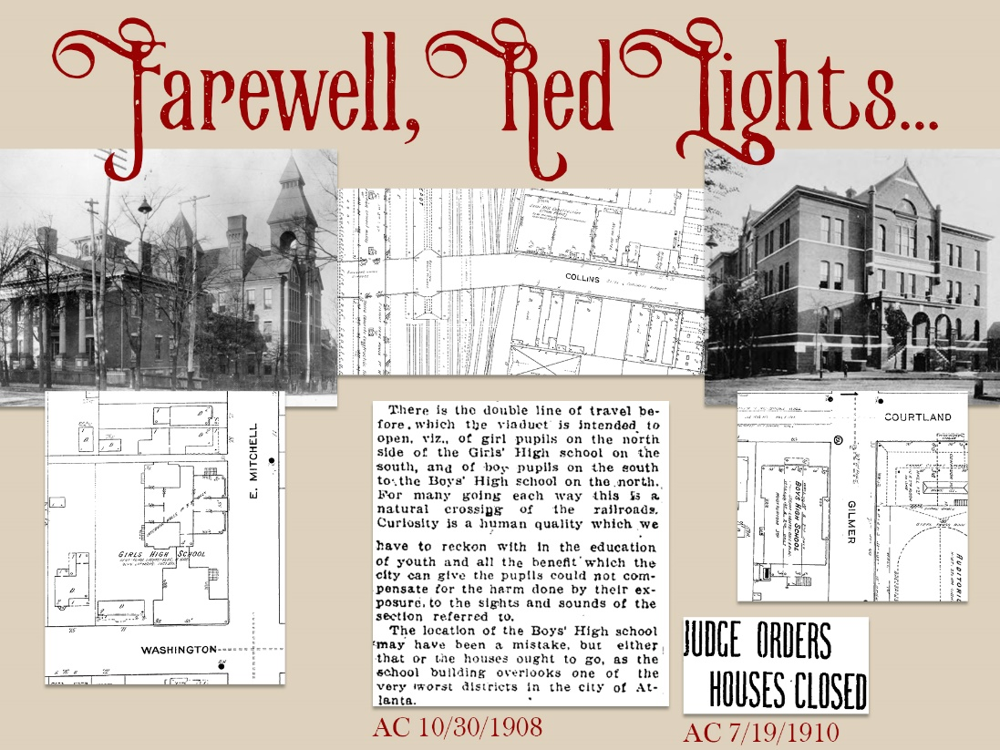 Farewell, Red Lights...
COLLINS
E. MITCHELL
GIRLS HIGH SCHOOL
WASHINGTON
There is the double line of travel be-
fore which the viaduct is intended to
open, viz., of girl pupils on the north
side of the Girls' High school on the
south, and of boy pupils on the south
to the Boys' High school on the north.
For many going each way this is a
natural crossing of the railroads.
Curiosity is a human quality which we
have to reckon with in the education
of youth and all the benefit which the
city can give the pupils could not com-
pensate for the harm done by their ex-
posure to the sights and sounds of the
section referred to.
The location of the Boys' High school
may have been a mistake, but either
that or the houses ought to go, as the
school building overlooks one of the
very worst districts in the city of At-
lanta.
AC 10/30/1908
COURTLAND
BOYS HIGH SCHOOL
GILMER
JUDGE ORDERS
HOUSES CLOSED
AC 7/19/1910